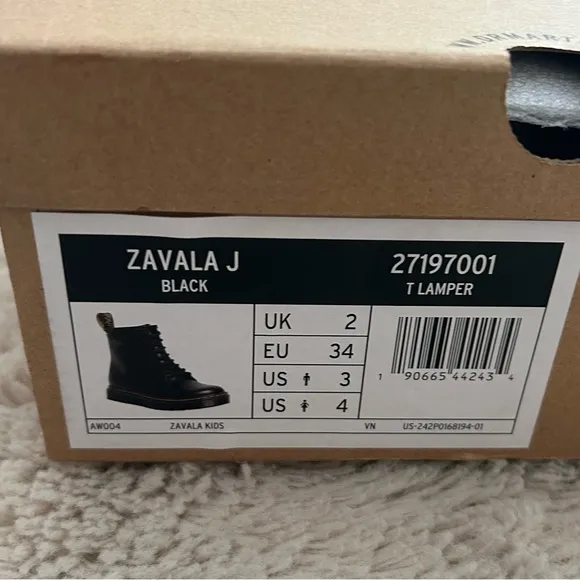 W.DRMART
ZAVALA J
BLACK
27197001
T LAMPER
UK 2
EU 34
US 3
US 4
1 90665 44243 4
AW004
ZAVALA KIDS
VN
US-242P0168194-01